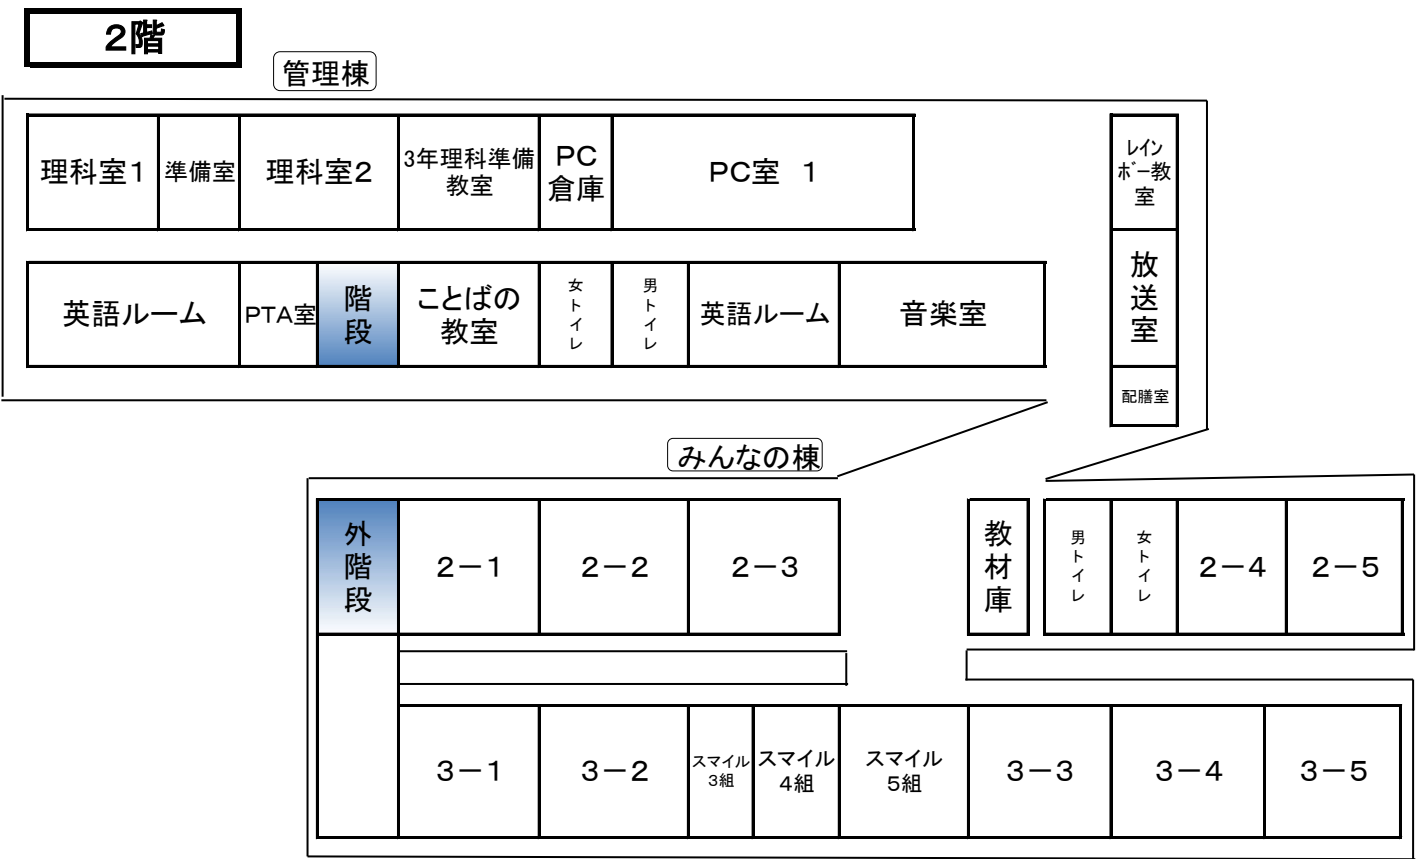 ２階
管理棟
理科室１
準備室
理科室２
3年理科準備
教室
ＰＣ
倉庫
ＰＣ室　１
レイン
ボー教
室
英語ルーム
PTA室
階段
ことばの
教室
女トイレ
男トイレ
英語ルーム
音楽室
放送室
配膳室
みんなの棟
外階段
２－１
２－２
２－３
教材庫
男トイレ
女トイレ
２－４
２－５
３－１
３－２
スマイル
3組
スマイル
4組
スマイル
5組
３－３
３－４
３－５